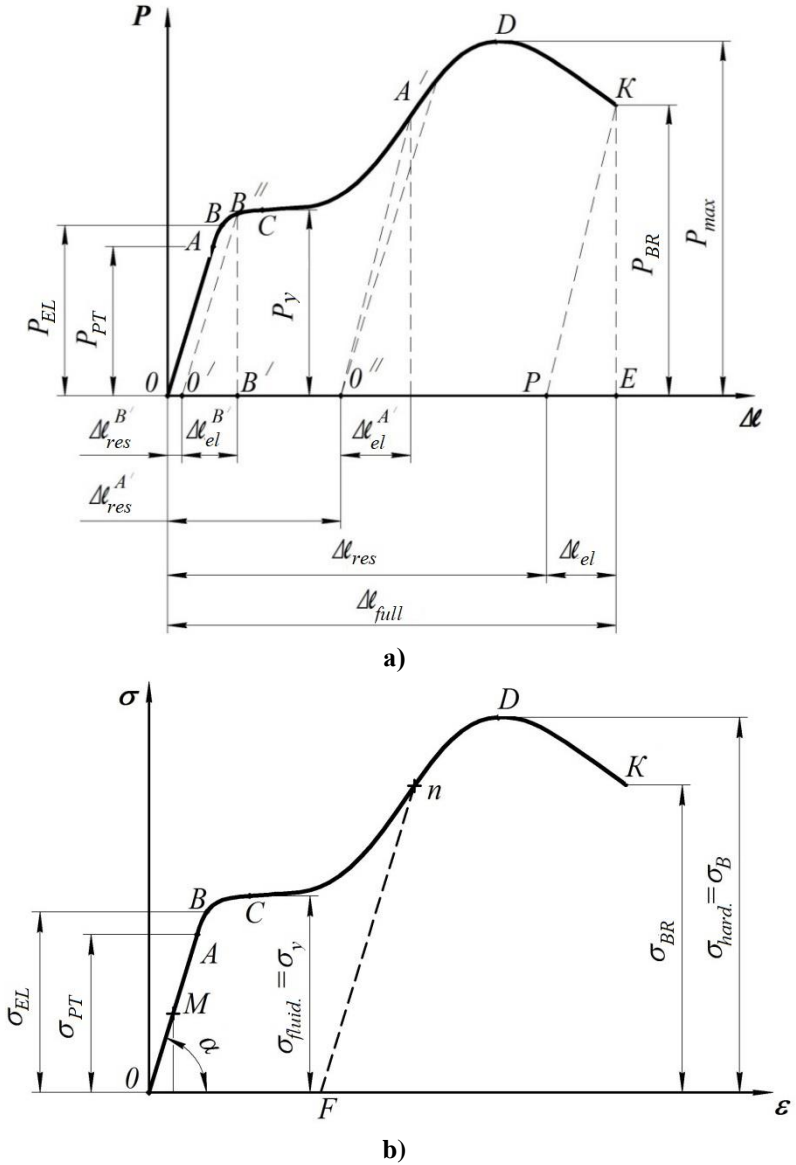 P
D
A′
K
B B″
C
A
P_EL
P_PT
P_y
P_BR
P_max
0 0′ B′ 0″ P E
Δℓ
Δℓ_res^B′ Δℓ_el^B′ Δℓ_el^A′
Δℓ_res^A′
Δℓ_res Δℓ_el
Δℓ_full
a)
σ
D
K
n
B
C
A
M
α
σ_EL
σ_PT
σ_fluid. = σ_y
σ_BR
σ_hard. = σ_B
0
F
ε
b)